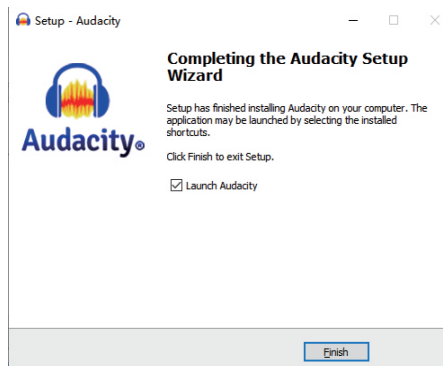 Setup - Audacity
Completing the Audacity Setup
Wizard
Setup has finished installing Audacity on your computer. The
application may be launched by selecting the installed
shortcuts.
Click Finish to exit Setup.
Launch Audacity
Audacity®
Finish